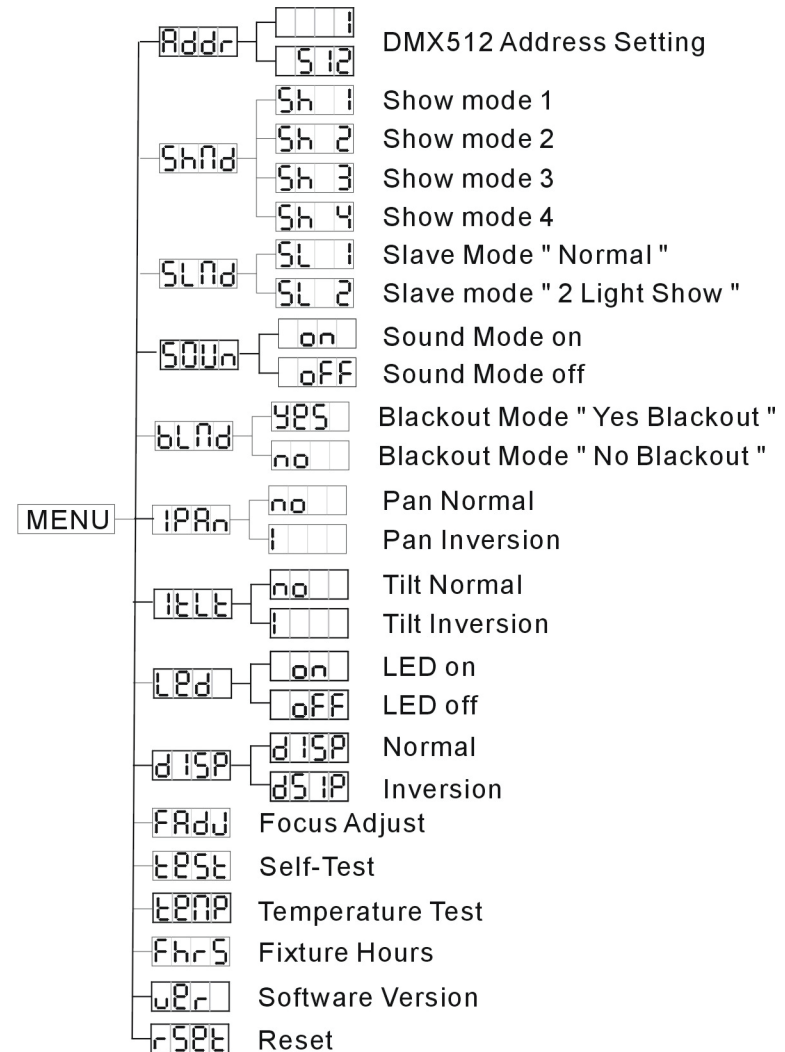 Addr 1 DMX512 Address Setting
512
ShMd Sh 1 Show mode 1
Sh 2 Show mode 2
Sh 3 Show mode 3
Sh 4 Show mode 4
SLMd SL 1 Slave Mode " Normal "
SL 2 Slave mode " 2 Light Show "
SOUn on Sound Mode on
oFF Sound Mode off
bLMd yes Blackout Mode " Yes Blackout "
no Blackout Mode " No Blackout "
MENU
1PAn no Pan Normal
1 Pan Inversion
1tLt no Tilt Normal
1 Tilt Inversion
Led on LED on
oFF LED off
dISP dISP Normal
dSIP Inversion
FAdJ Focus Adjust
teSt Self-Test
teMP Temperature Test
FhrS Fixture Hours
ver Software Version
rSet Reset